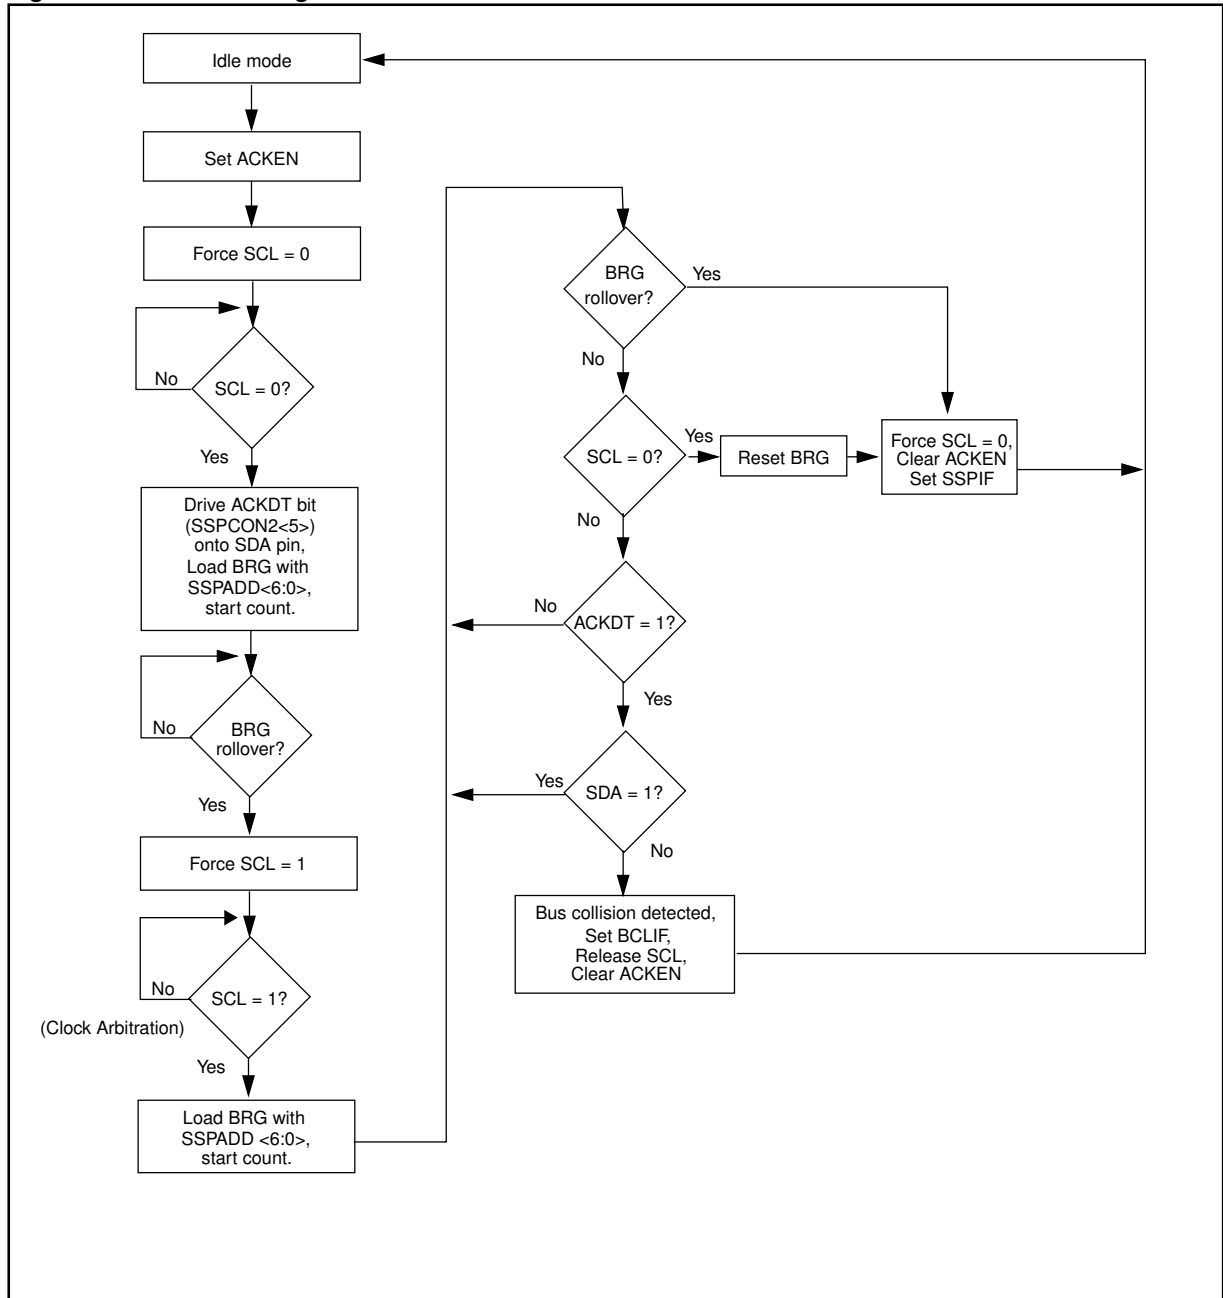 Idle mode
Set ACKEN
Force SCL = 0
SCL = 0?
No
Yes
Drive ACKDT bit
(SSPCON2<5>)
onto SDA pin,
Load BRG with
SSPADD<6:0>,
start count.
BRG
rollover?
No
Yes
Force SCL = 1
SCL = 1?
No
(Clock Arbitration)
Yes
Load BRG with
SSPADD <6:0>,
start count.
BRG
rollover?
Yes
No
SCL = 0?
Yes
Reset BRG
Force SCL = 0,
Clear ACKEN
Set SSPIF
No
ACKDT = 1?
No
Yes
SDA = 1?
Yes
No
Bus collision detected,
Set BCLIF,
Release SCL,
Clear ACKEN